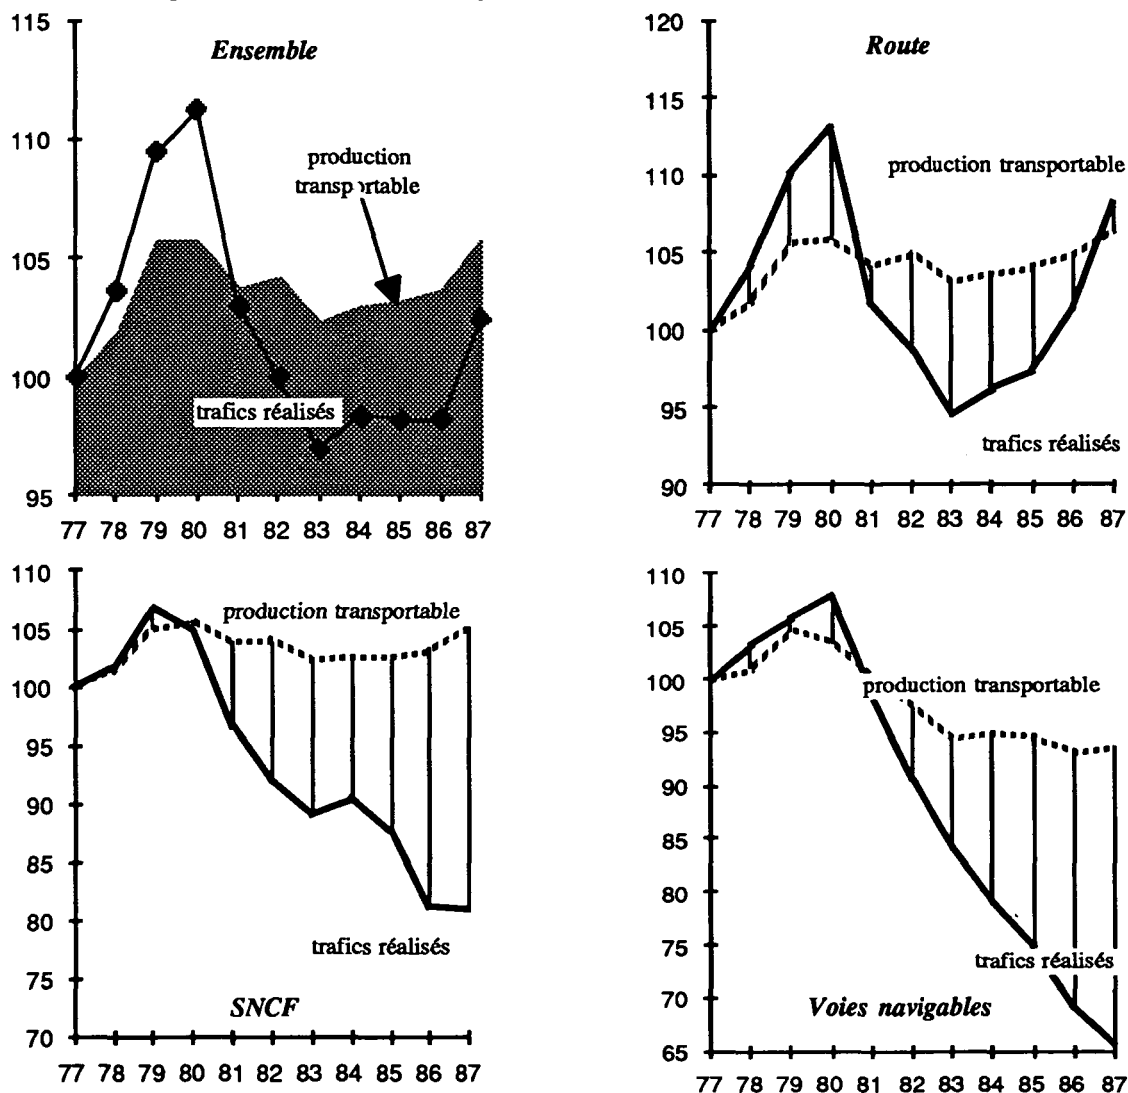 Ensemble
115
110
105
100
95
production
transportable
trafics réalisés
77 78 79 80 81 82 83 84 85 86 87
Route
120
115
110
105
100
95
90
production transportable
trafics réalisés
77 78 79 80 81 82 83 84 85 86 87
110
105
100
95
90
85
80
75
70
production transportable
trafics réalisés
SNCF
77 78 79 80 81 82 83 84 85 86 87
110
105
100
95
90
85
80
75
70
65
production transportable
trafics réalisés
Voies navigables
77 78 79 80 81 82 83 84 85 86 87